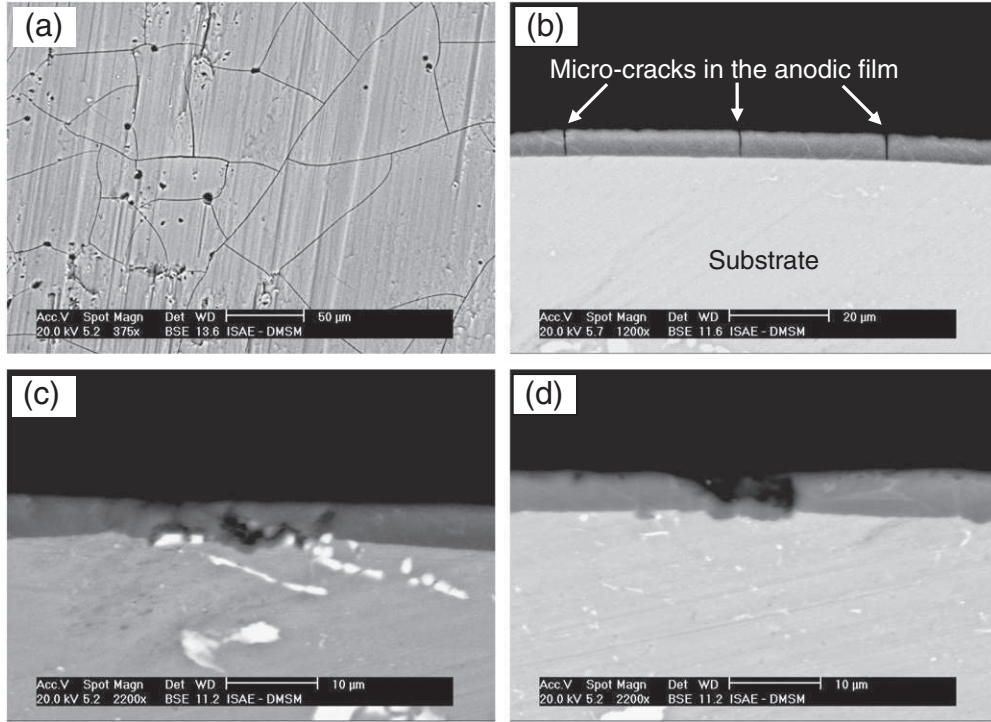 (a)
Acc.V Spot Magn Det WD 50 µm
20.0 kV 5.2 375x BSE 13.6 ISAE - DMSM
(b)
Micro-cracks in the anodic film
Substrate
Acc.V Spot Magn Det WD 20 µm
20.0 kV 5.7 1200x BSE 11.6 ISAE - DMSM
(c)
Acc.V Spot Magn Det WD 10 µm
20.0 kV 5.2 2200x BSE 11.2 ISAE - DMSM
(d)
Acc.V Spot Magn Det WD 10 µm
20.0 kV 5.2 2200x BSE 11.2 ISAE - DMSM